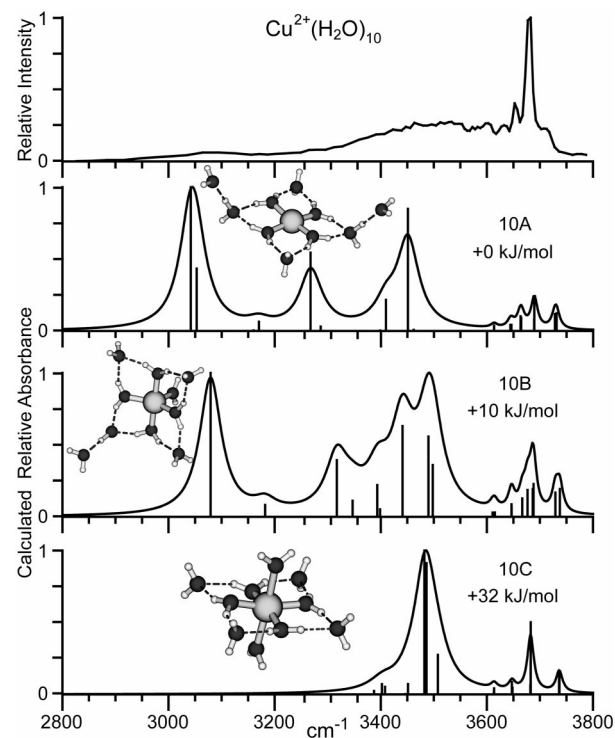 Cu2+(H2O)10
Relative Intensity
1
0
1
10A
+0 kJ/mol
0
Calculated Relative Absorbance
1
10B
+10 kJ/mol
0
1
10C
+32 kJ/mol
0
2800 3000 3200 3400 3600 3800
cm-1